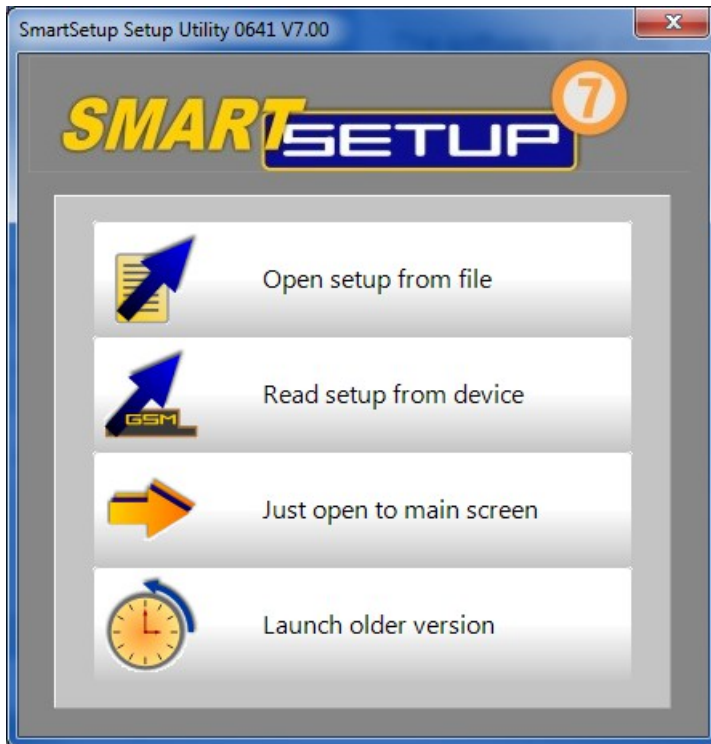 SmartSetup Setup Utility 0641 V7.00
x
SMART SETUP 7
Open setup from file
GSM
Read setup from device
Just open to main screen
Launch older version